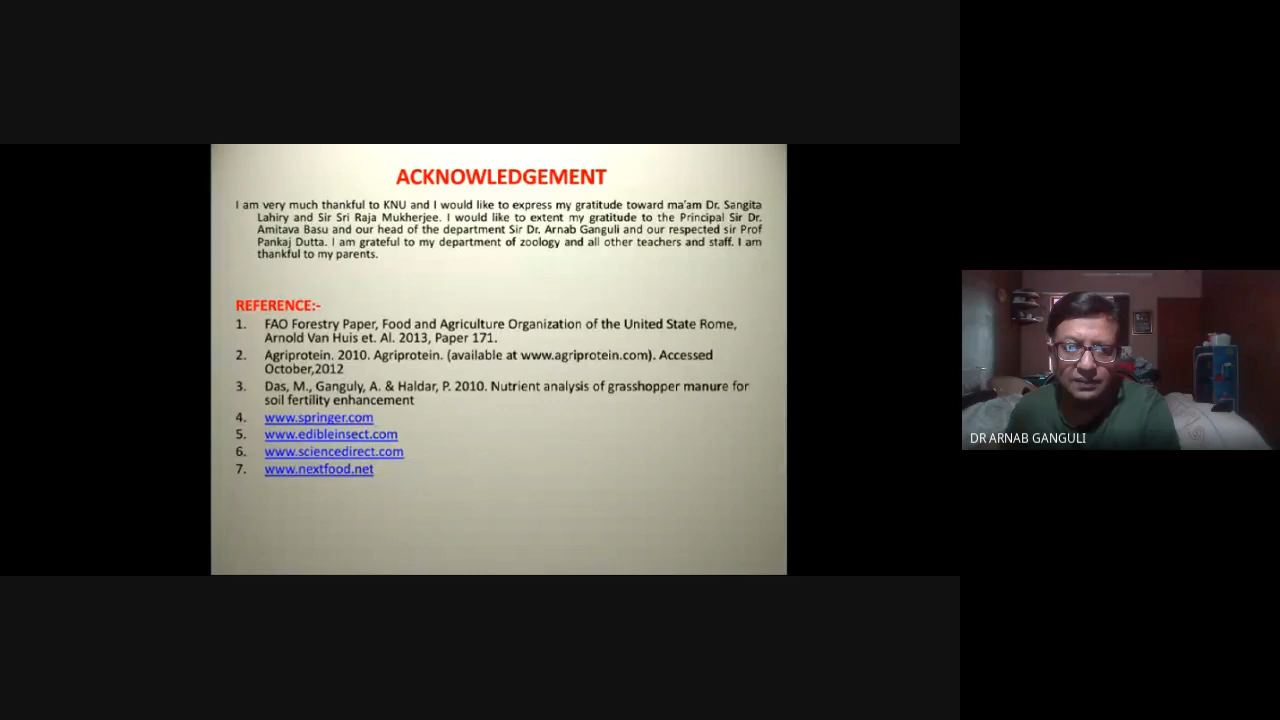 ACKNOWLEDGEMENT
I am very much thankful to KNU and I would like to express my gratitude toward ma'am Dr. Sangita
Lahiry and Sir Sri Raja Mukherjee. I would like to extent my gratitude to the Principal Sir Dr.
Amitava Basu and our head of the department Sir Dr. Arnab Ganguli and our respected sir Prof
Pankaj Dutta. I am grateful to my department of zoology and all other teachers and staff. I am
thankful to my parents.
REFERENCE:-
1. FAO Forestry Paper, Food and Agriculture Organization of the United State Rome,
Arnold Van Huis et. Al. 2013, Paper 171.
2. Agriprotein. 2010. Agriprotein. (available at www.agriprotein.com). Accessed
October,2012
3. Das, M., Ganguly, A. & Haldar, P. 2010. Nutrient analysis of grasshopper manure for
soil fertility enhancement
4. www.springer.com
5. www.edibleinsect.com
6. www.sciencedirect.com
7. www.nextfood.net
DR ARNAB GANGULI